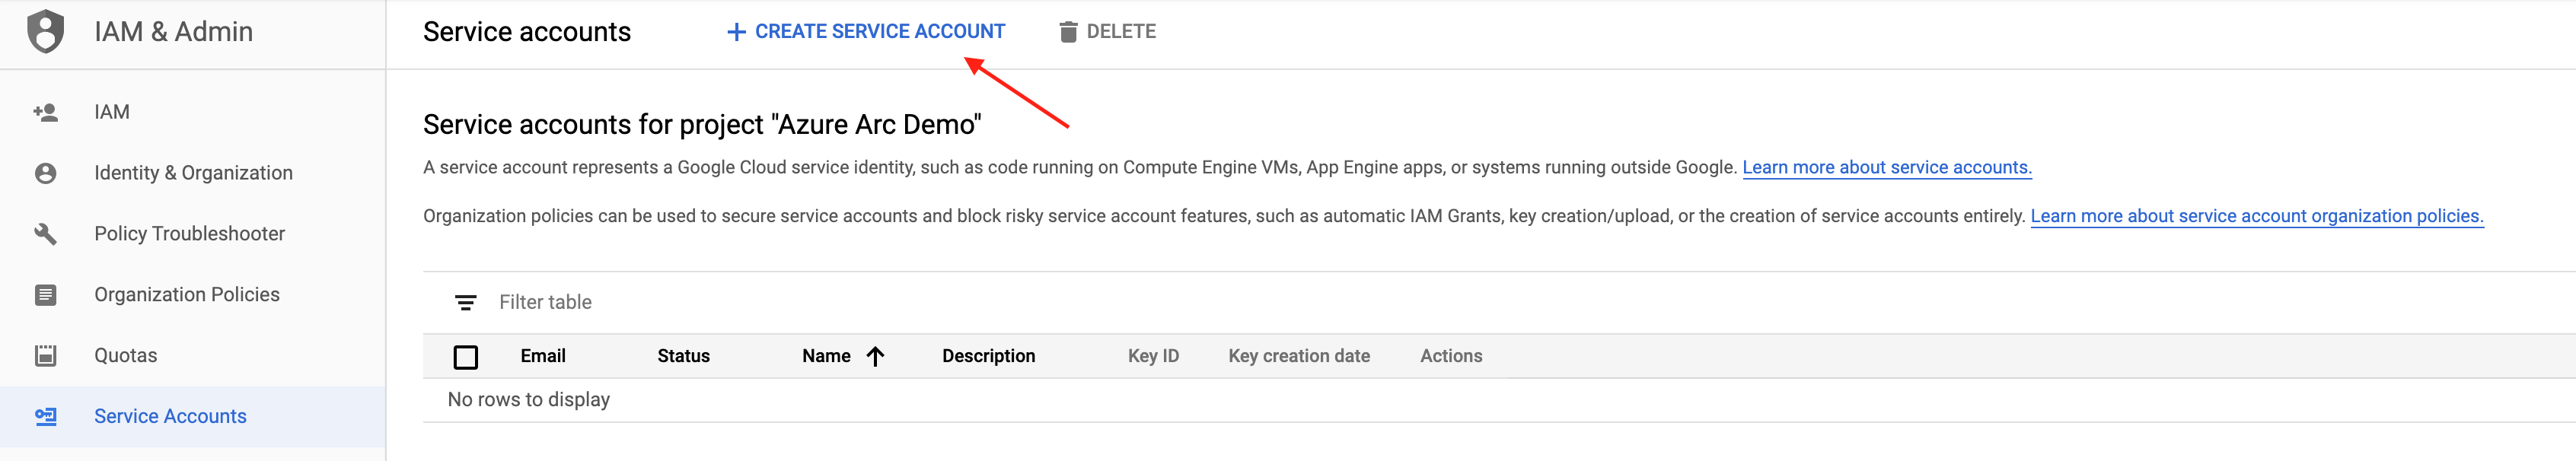 IAM & Admin
Service accounts
CREATE SERVICE ACCOUNT
DELETE
IAM
Identity & Organization
Policy Troubleshooter
Organization Policies
Quotas
Service Accounts
Service accounts for project "Azure Arc Demo"
A service account represents a Google Cloud service identity, such as code running on Compute Engine VMs, App Engine apps, or systems running outside Google. Learn more about service accounts.
Organization policies can be used to secure service accounts and block risky service account features, such as automatic IAM Grants, key creation/upload, or the creation of service accounts entirely. Learn more about service account organization policies.
Filter table
Email Status Name Description Key ID Key creation date Actions
No rows to display